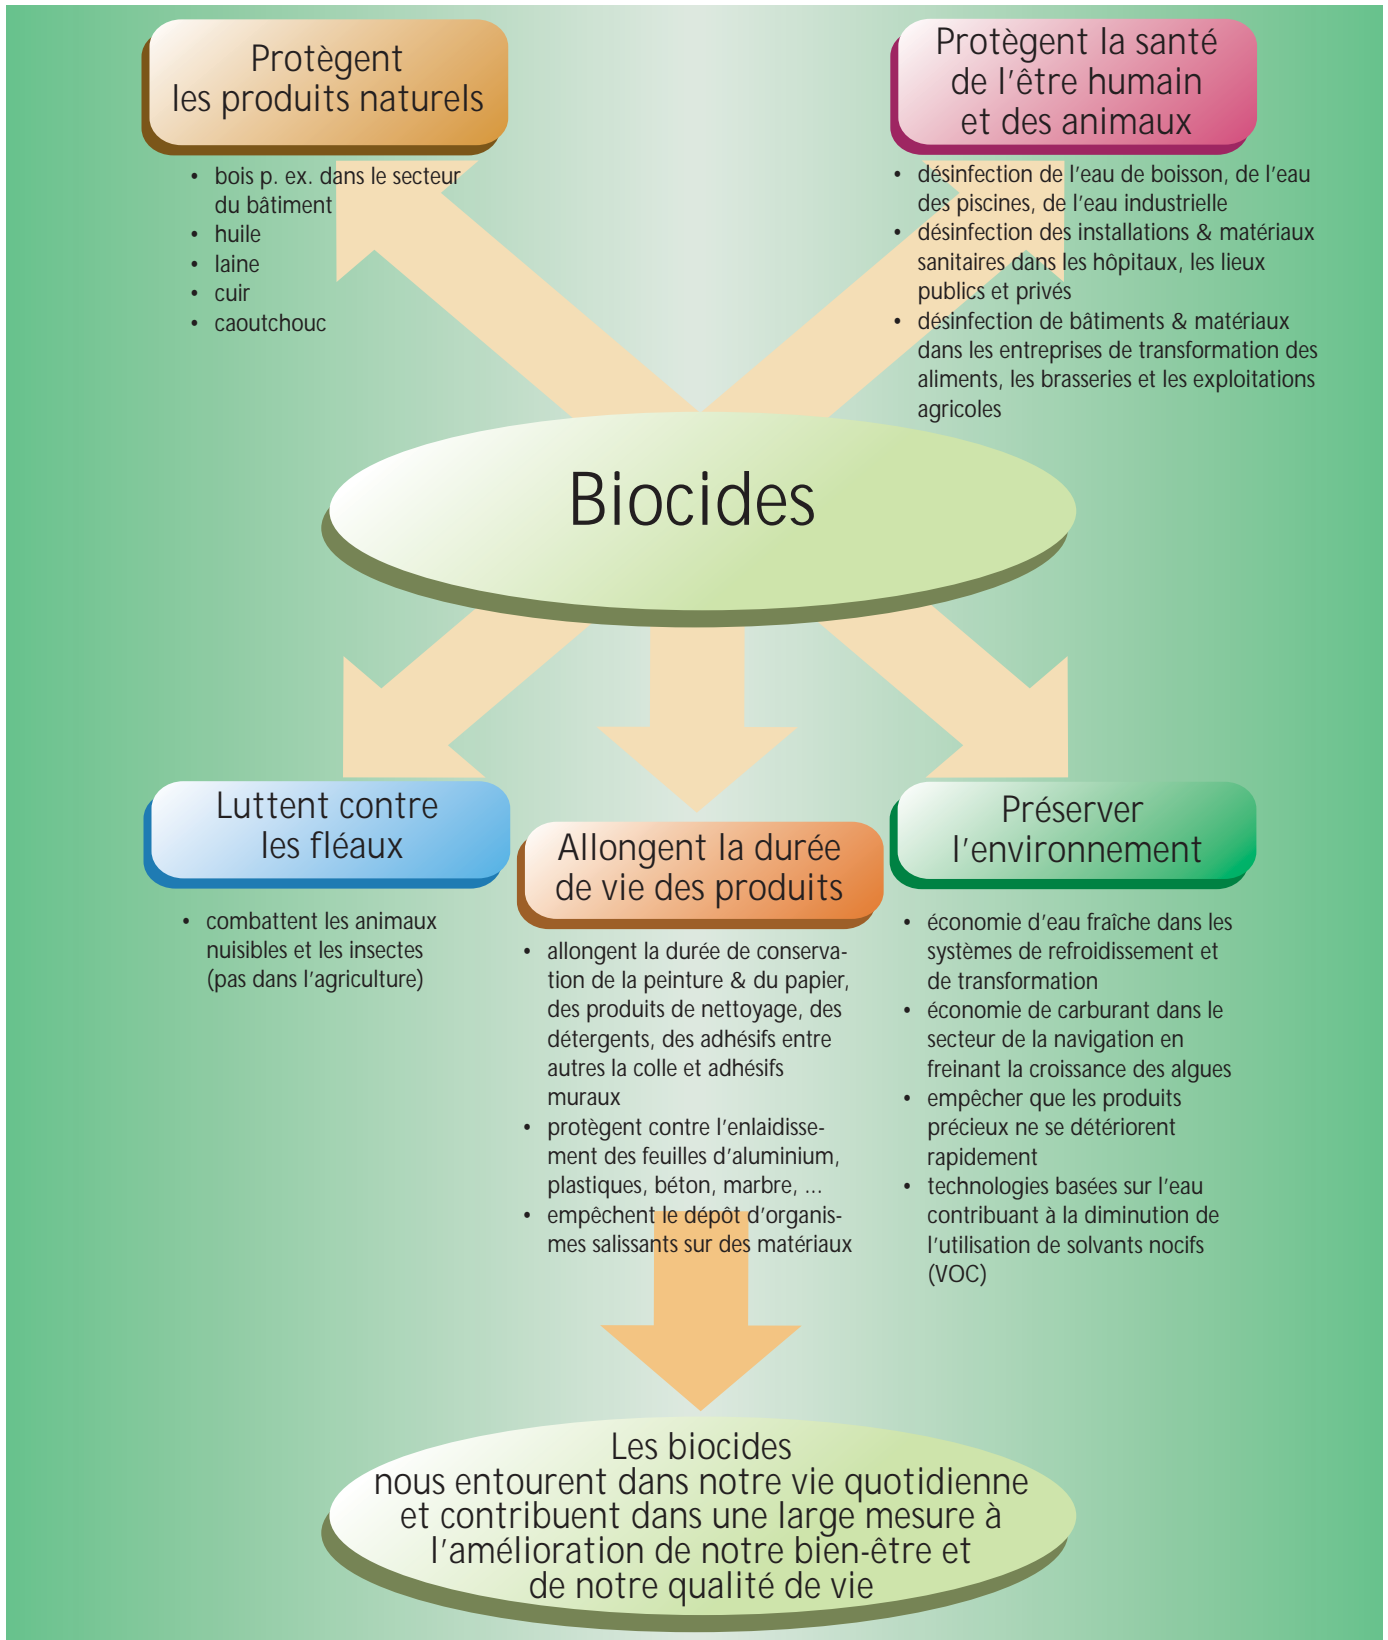 Protègent
les produits naturels
• bois p. ex. dans le secteur
du bâtiment
• huile
• laine
• cuir
• caoutchouc
Protègent la santé
de l'être humain
et des animaux
• désinfection de l'eau de boisson, de l'eau
des piscines, de l'eau industrielle
• désinfection des installations & matériaux
sanitaires dans les hôpitaux, les lieux
publics et privés
• désinfection de bâtiments & matériaux
dans les entreprises de transformation des
aliments, les brasseries et les exploitations
agricoles
Biocides
Luttent contre
les fléaux
• combattent les animaux
nuisibles et les insectes
(pas dans l'agriculture)
Allongent la durée
de vie des produits
• allongent la durée de conserva-
tion de la peinture & du papier,
des produits de nettoyage, des
détergents, des adhésifs entre
autres la colle et adhésifs
muraux
• protègent contre l'enlaidisse-
ment des feuilles d'aluminium,
plastiques, béton, marbre, ...
• empêchent le dépôt d'organis-
mes salissants sur des matériaux
Préserver
l'environnement
• économie d'eau fraîche dans les
systèmes de refroidissement et
de transformation
• économie de carburant dans le
secteur de la navigation en
freinant la croissance des algues
• empêcher que les produits
précieux ne se détériorent
rapidement
• technologies basées sur l'eau
contribuant à la diminution de
l'utilisation de solvants nocifs
(VOC)
Les biocides
nous entourent dans notre vie quotidienne
et contribuent dans une large mesure à
l'amélioration de notre bien-être et
de notre qualité de vie